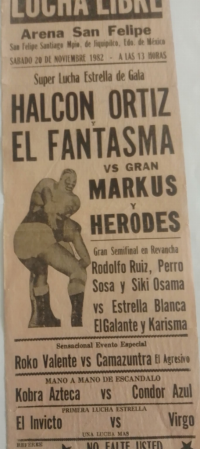 LUCHA LIBRE
Arena San Felipe
San Felipe Santiago Mpio. de Jiquipilco, Edo. de México
SABADO 20 DE NOVIEMBRE 1982 - A LAS 15 HORAS
Super Lucha Estrella de Gala
HALCON ORTIZ
Y
EL FANTASMA
VS GRAN
MARKUS
Y
HERODES
Gran Semifinal en Revancha
Rodolfo Ruiz, Perro
Sosa y Siki Osama
vs Estrella Blanca
El Galante y Karisma
Sensacional Evento Especial
Roko Valente vs Camazuntra El Agresivo
MANO A MANO DE ESCANDALO
Kobra Azteca vs Condor Azul
PRIMERA LUCHA ESTRELLA
El Invicto vs Virgo
UNA LUCHA MAS
NO FALTE USTED